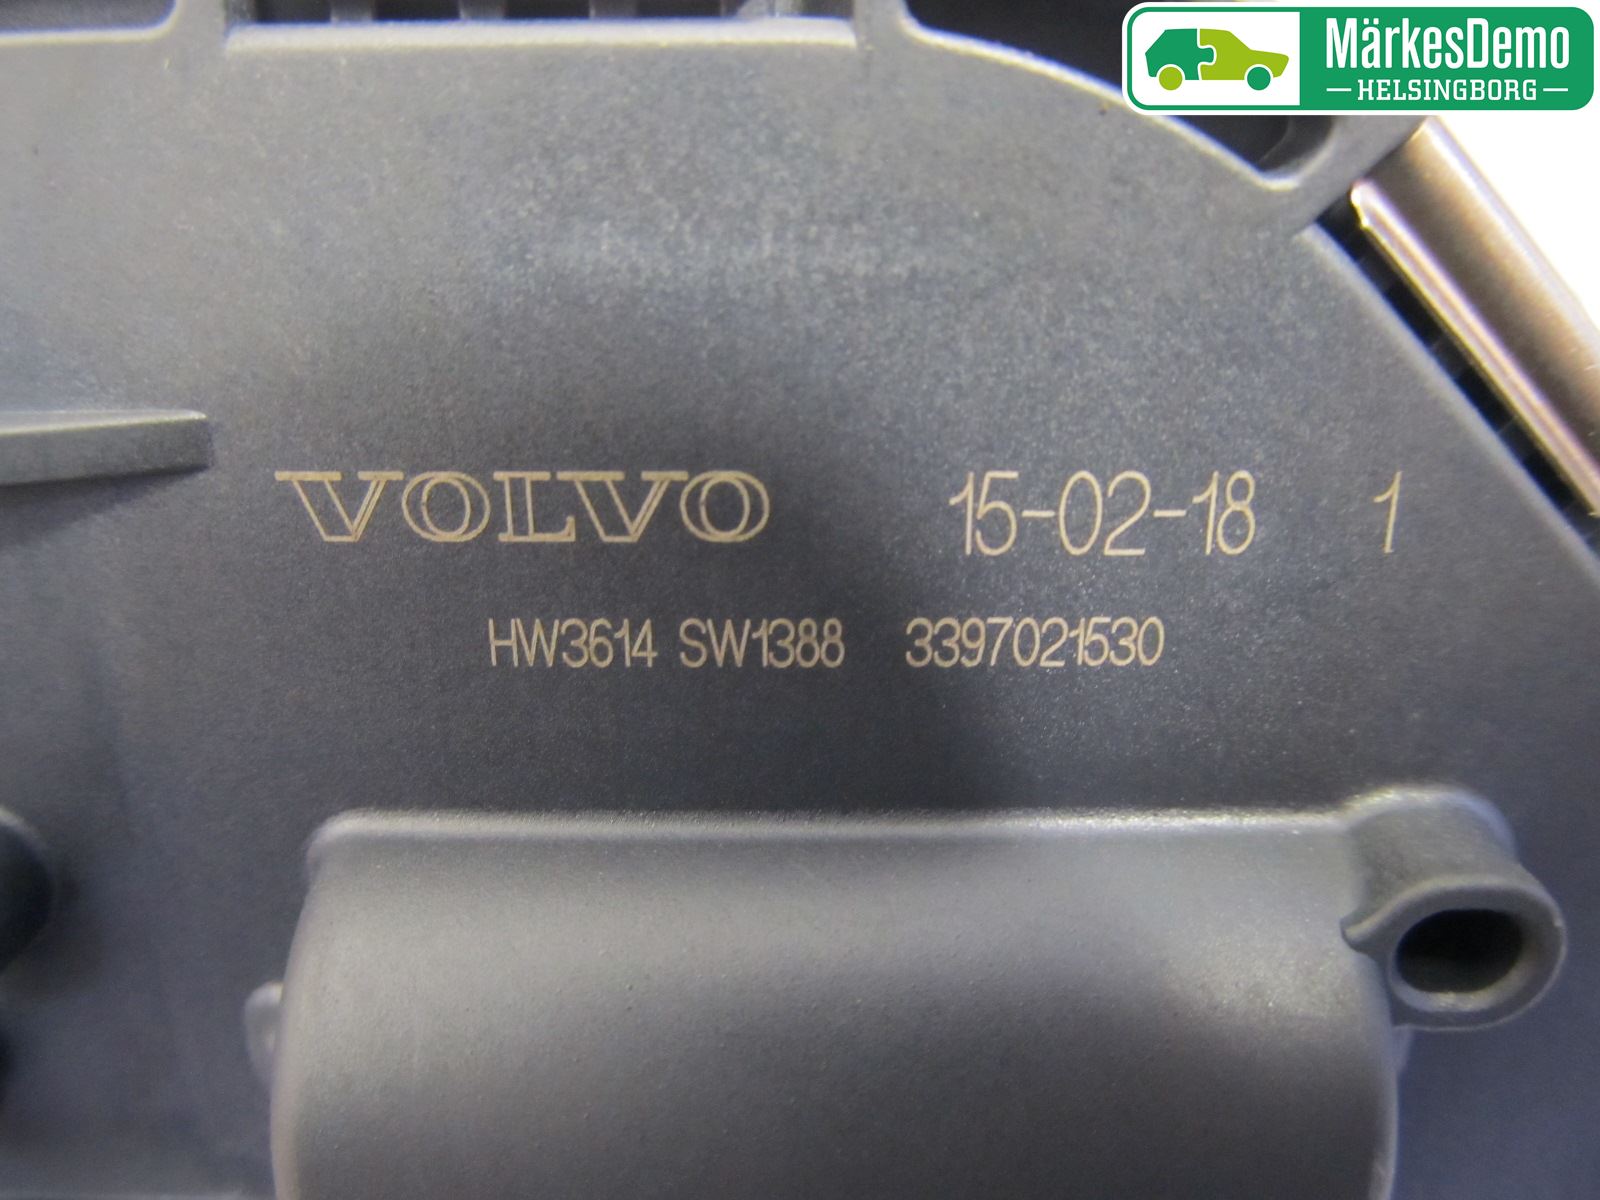 MärkesDemo
HELSINGBORG
VOLVO 15-02-18 1
HW3614 SW1388 3397021530